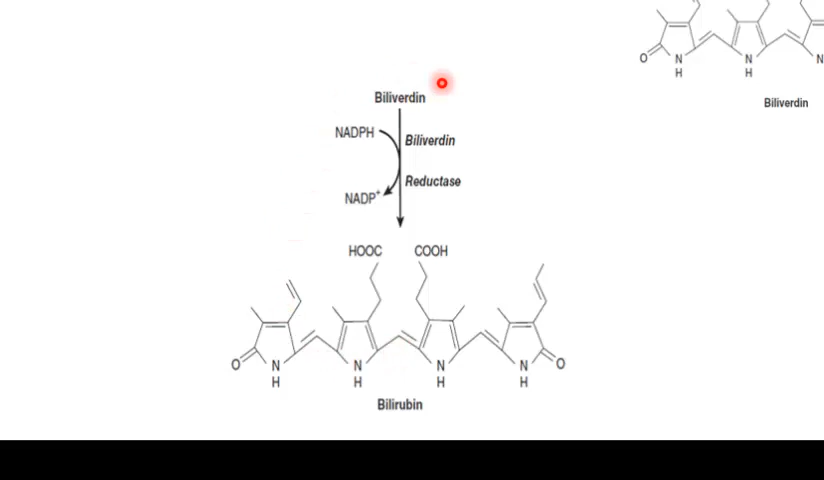 O
N
H
N
H
N
Biliverdin
Biliverdin
NADPH
Biliverdin
Reductase
NADP+
HOOC COOH
O
N
H
N
H
N
H
N
H
O
Bilirubin